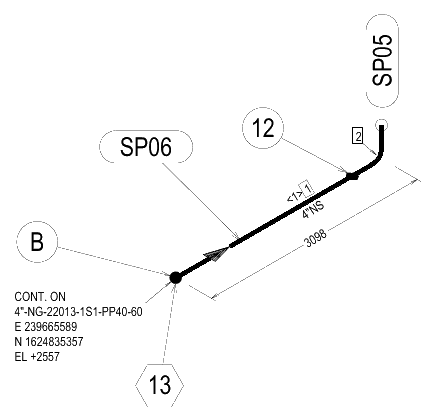 SP05
12
2
SP06
<1> 1
4"NS
3098
B
CONT. ON
4"-NG-22013-1S1-PP40-60
E 239665589
N 1624835357
EL +2557
13